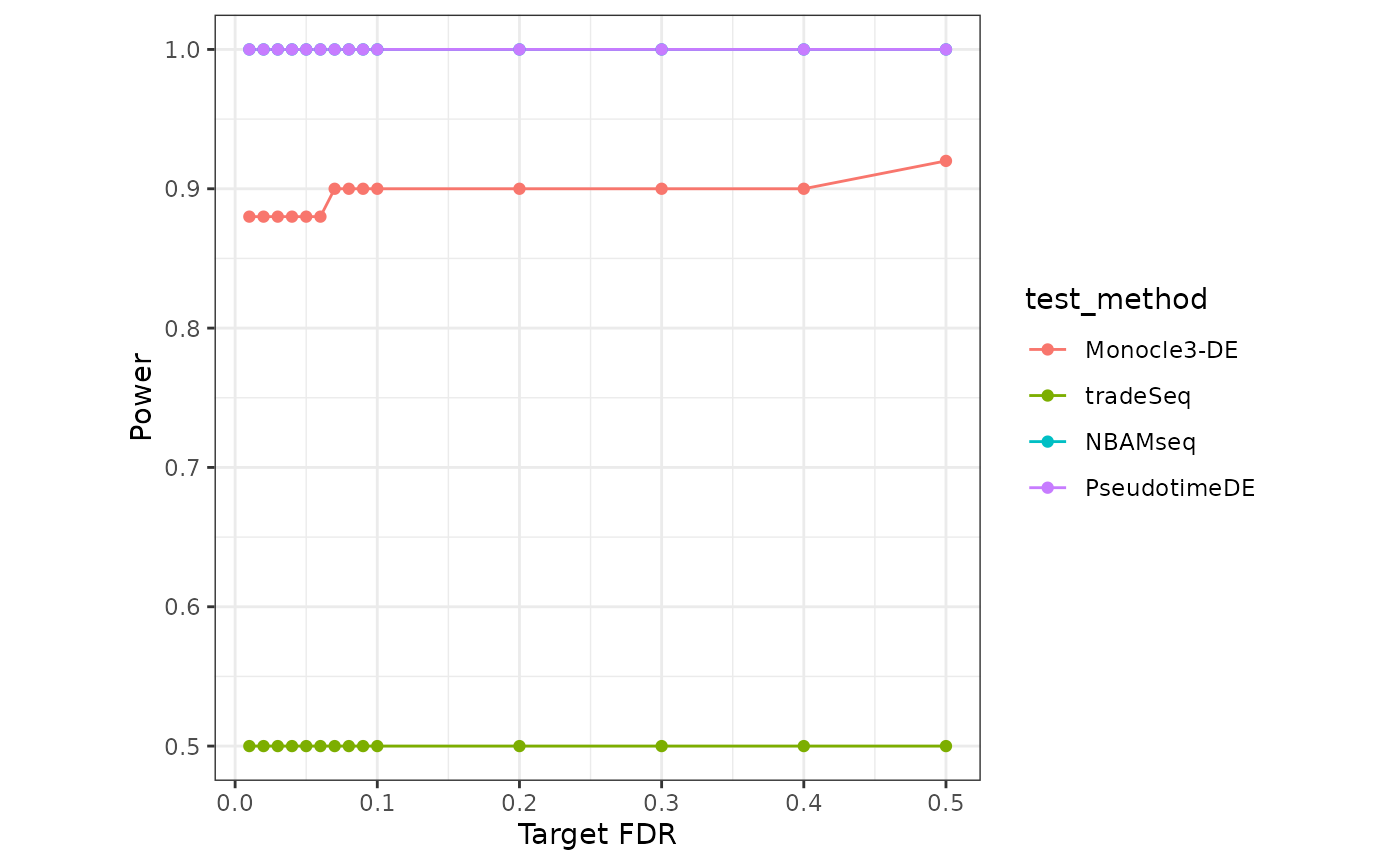 1.0
0.9
0.8
0.7
0.6
0.5
Power
0.0 0.1 0.2 0.3 0.4 0.5
Target FDR
test_method
Monocle3-DE
tradeSeq
NBAMseq
PseudotimeDE